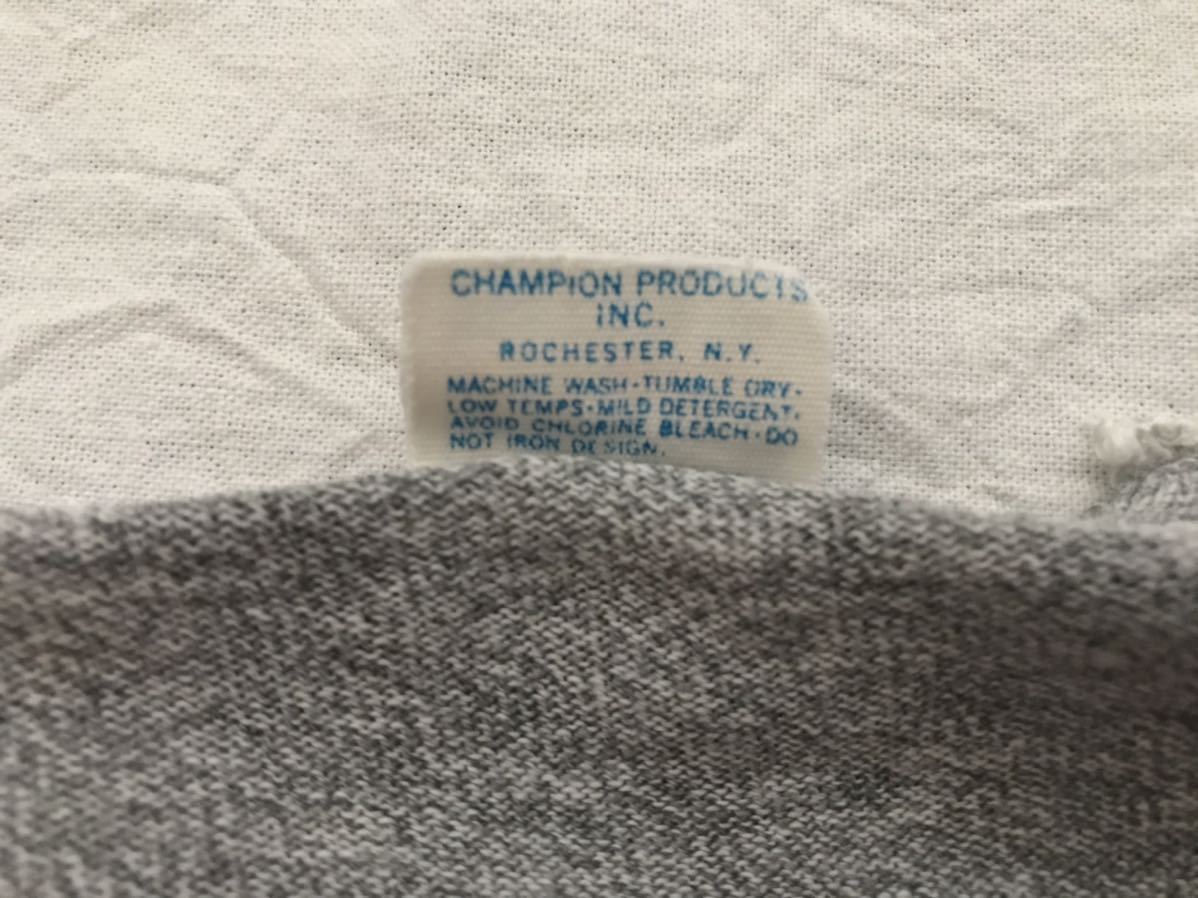 CHAMPION PRODUCTS
INC.
ROCHESTER, N.Y.
MACHINE WASH·TUMBLE DRY·
LOW TEMPS·MILD DETERGENT.
AVOID CHLORINE BLEACH·DO
NOT IRON DESIGN.